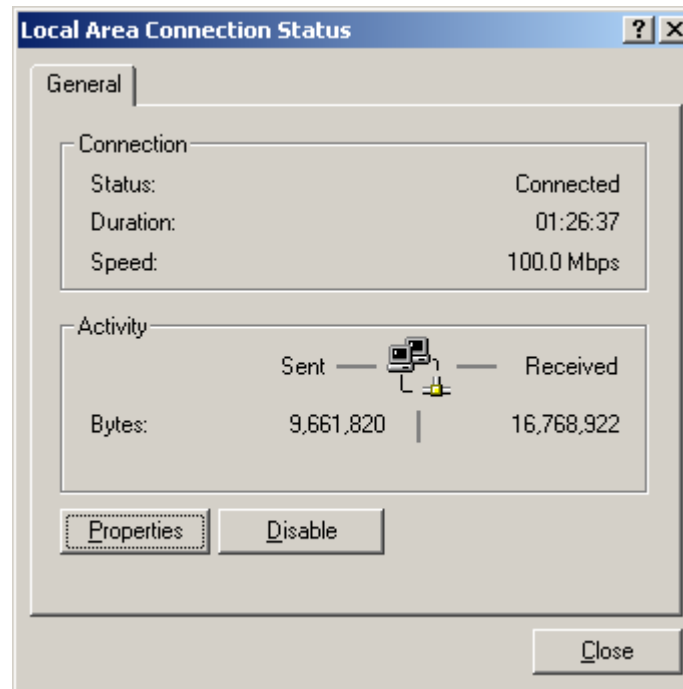 Local Area Connection Status
General
Connection
Status: Connected
Duration: 01:26:37
Speed: 100.0 Mbps
Activity
Sent Received
Bytes: 9,661,820 16,768,922
Properties Disable
Close